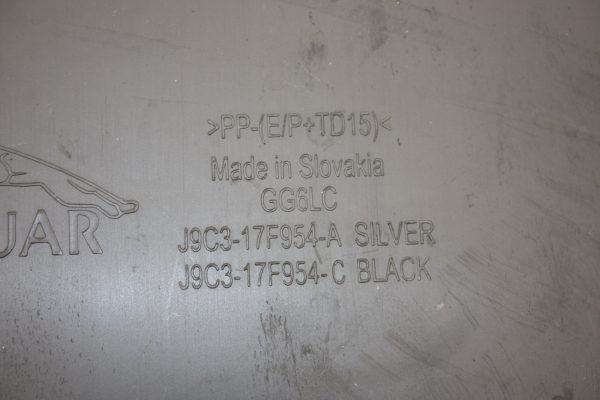 >PP-(E/P+TD15)<
Made in Slovakia
GG6LC
UAR
J9C3-17F954-A SILVER
J9C3-17F954-C BLACK